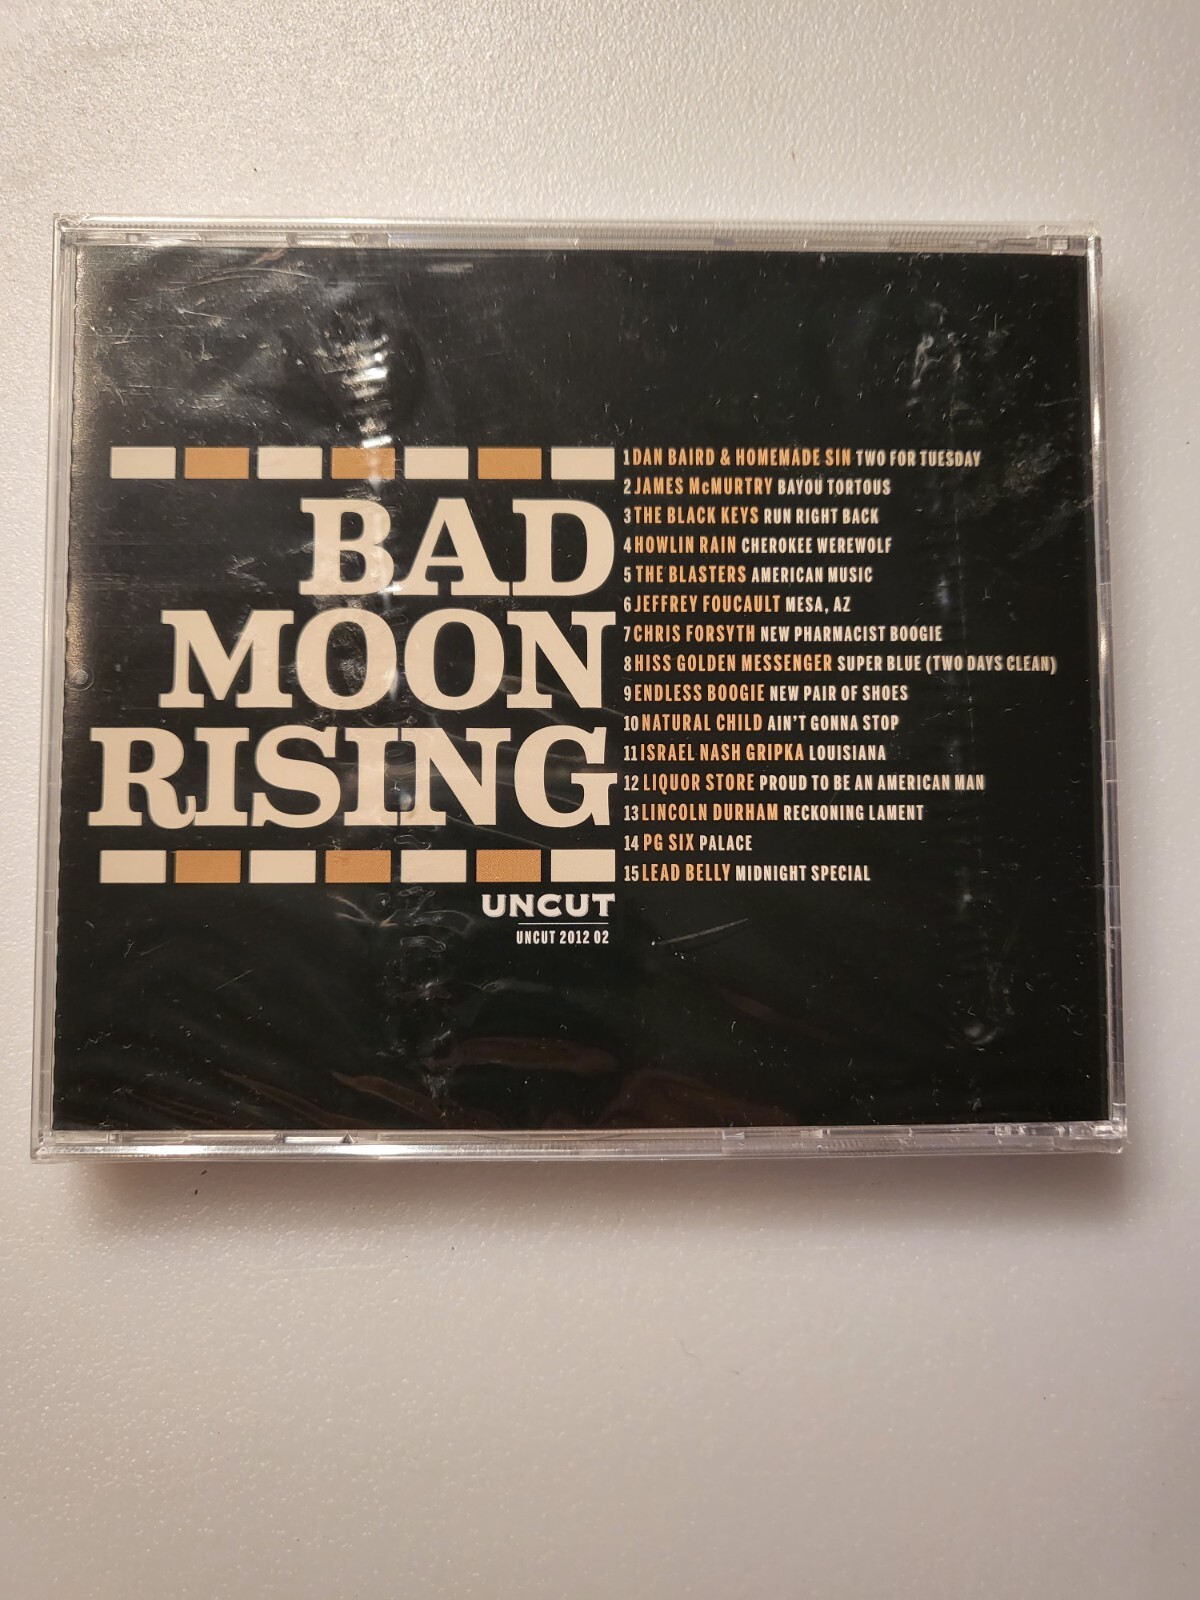 BAD
MOON
RISING
UNCUT
UNCUT 2012 02
1 DAN BAIRD & HOMEMADE SIN TWO FOR TUESDAY
2 JAMES McMURTRY BAYOU TORTOUS
3 THE BLACK KEYS RUN RIGHT BACK
4 HOWLIN RAIN CHEROKEE WEREWOLF
5 THE BLASTERS AMERICAN MUSIC
6 JEFFREY FOUCAULT MESA, AZ
7 CHRIS FORSYTH NEW PHARMACIST BOOGIE
8 HISS GOLDEN MESSENGER SUPER BLUE (TWO DAYS CLEAN)
9 ENDLESS BOOGIE NEW PAIR OF SHOES
10 NATURAL CHILD AIN'T GONNA STOP
11 ISRAEL NASH GRIPKA LOUISIANA
12 LIQUOR STORE PROUD TO BE AN AMERICAN MAN
13 LINCOLN DURHAM RECKONING LAMENT
14 PG SIX PALACE
15 LEAD BELLY MIDNIGHT SPECIAL